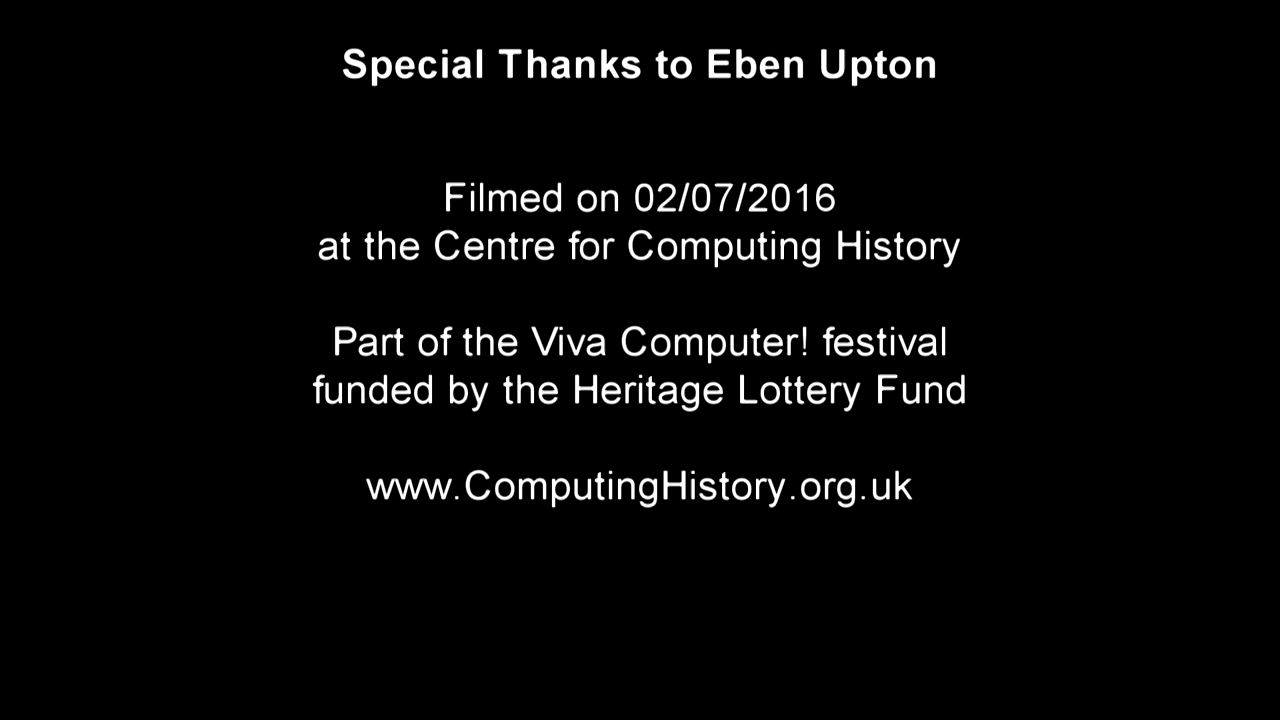 Special Thanks to Eben Upton
Filmed on 02/07/2016
at the Centre for Computing History
Part of the Viva Computer! festival
funded by the Heritage Lottery Fund
www.ComputingHistory.org.uk